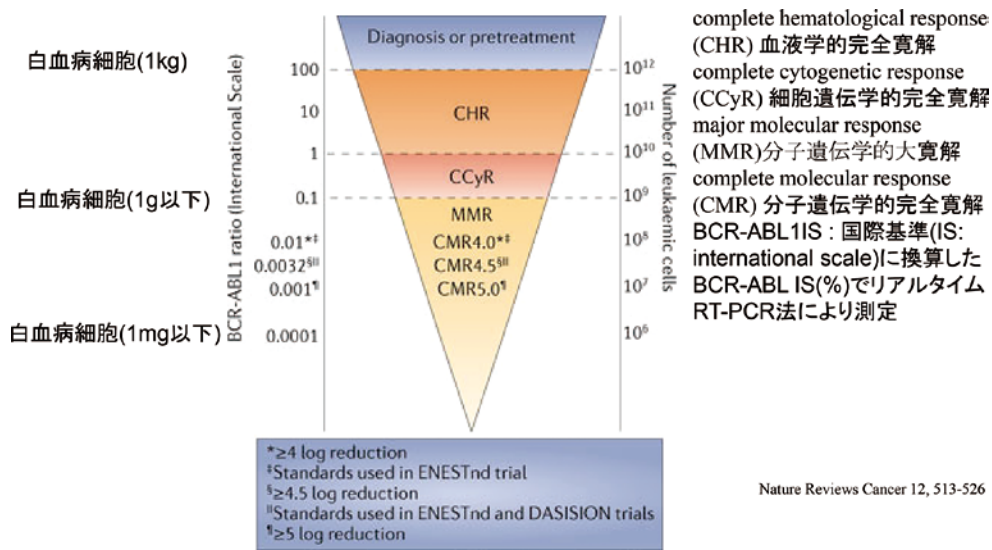 白血病細胞(1kg)
白血病細胞(1g以下)
白血病細胞(1mg以下)
BCR-ABL1 ratio (International Scale)
100
10
1
0.1
0.01*‡
0.0032§||
0.001¶
0.0001
Diagnosis or pretreatment
CHR
CCyR
MMR
CMR4.0*‡
CMR4.5§||
CMR5.0¶
10¹²
10¹¹
10¹⁰
10⁹
10⁸
10⁷
10⁶
Number of leukaemic cells
complete hematological response
(CHR) 血液学的完全寛解
complete cytogenetic response
(CCyR) 細胞遺伝学的完全寛解
major molecular response
(MMR)分子遺伝学的大寛解
complete molecular response
(CMR) 分子遺伝学的完全寛解
BCR-ABL1IS : 国際基準(IS:
international scale)に換算した
BCR-ABL IS(%)でリアルタイム
RT-PCR法により測定
*≥4 log reduction
‡Standards used in ENESTnd trial
§≥4.5 log reduction
||Standards used in ENESTnd and DASISION trials
¶≥5 log reduction
Nature Reviews Cancer 12, 513-526